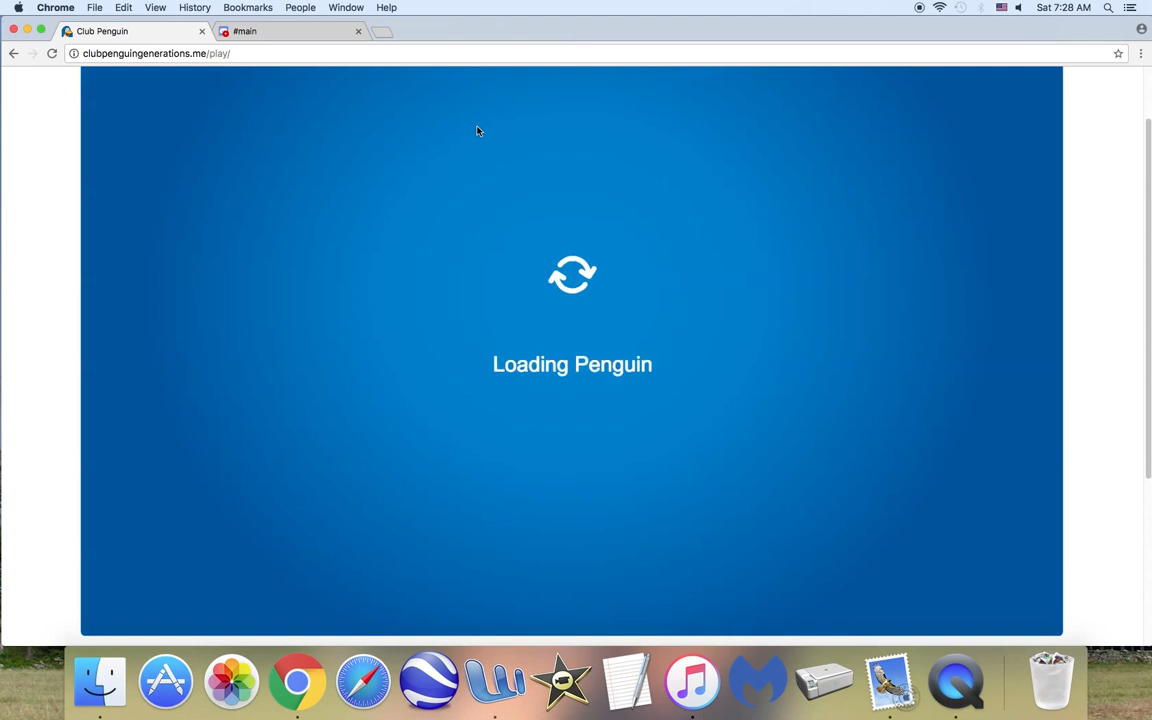 Chrome File Edit View History Bookmarks People Window Help Sat 7:28 AM
Club Penguin #main
clubpenguingenerations.me/play/
Loading Penguin